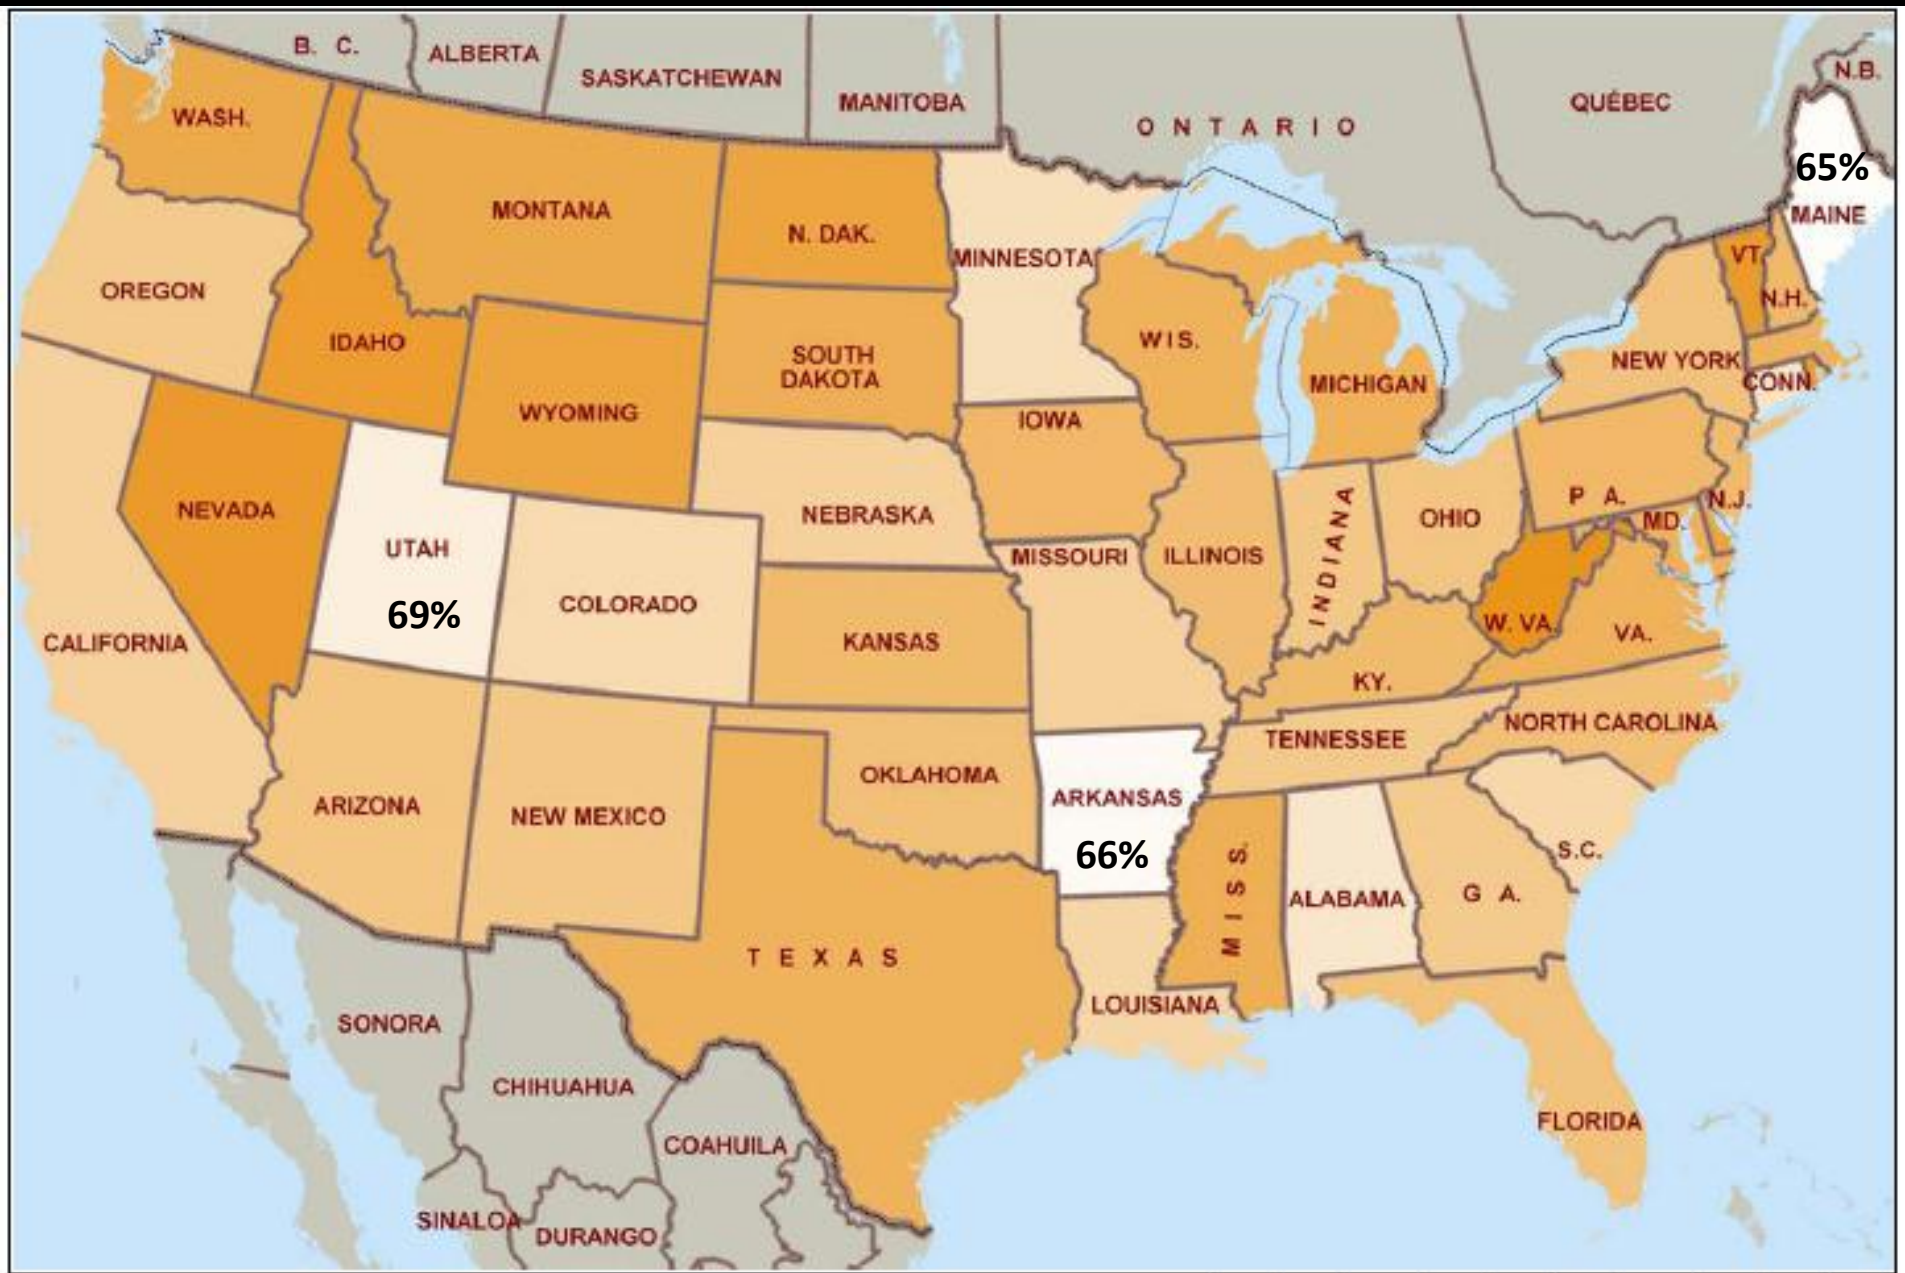 B. C.
ALBERTA
SASKATCHEWAN
MANITOBA
ONTARIO
QUÉBEC
N.B.
WASH.
MONTANA
N. DAK.
MINNESOTA
65%
MAINE
OREGON
IDAHO
WYOMING
SOUTH
DAKOTA
WIS.
MICHIGAN
VT.
N.H.
NEW YORK
CONN.
IOWA
NEVADA
UTAH
69%
COLORADO
NEBRASKA
MISSOURI
ILLINOIS
INDIANA
OHIO
P A.
N.J.
MD.
CALIFORNIA
KANSAS
KY.
W. VA.
VA.
ARIZONA
NEW MEXICO
OKLAHOMA
ARKANSAS
66%
TENNESSEE
NORTH CAROLINA
S.C.
TEXAS
LOUISIANA
MISS.
ALABAMA
G A.
FLORIDA
SONORA
CHIHUAHUA
COAHUILA
SINALOA
DURANGO